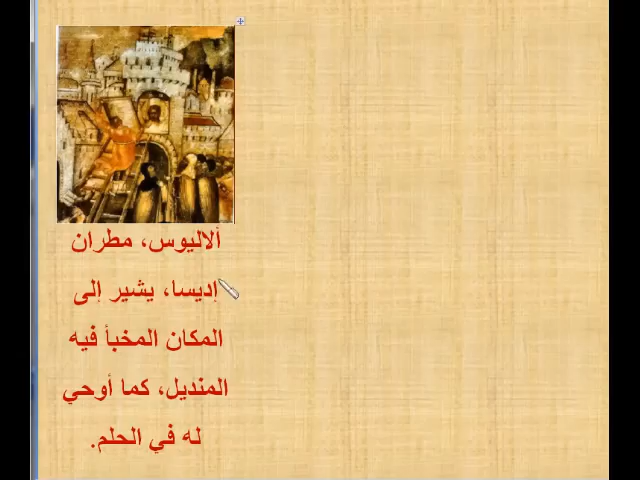 ألاليوس، مطران
إديسا، يشير إلى
المكان المخبأ فيه
المنديل، كما أوحي
له في الحلم.